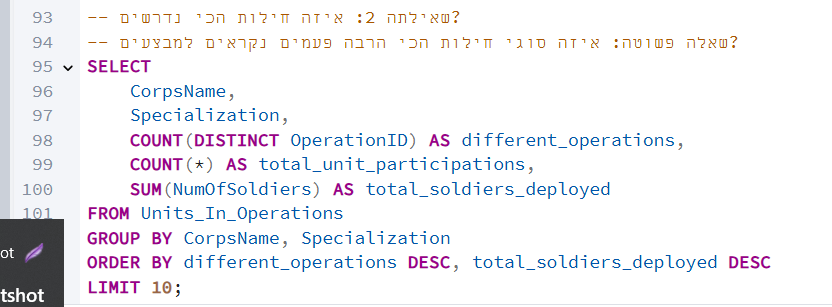 93 -- שאילתה 2: איזה חילות הכי נדרשים?
94 -- שאלה פשוטה: איזה סוגי חילות הכי הרבה פעמים נקראים למבצעים?
95 SELECT
96 CorpsName,
97 Specialization,
98 COUNT(DISTINCT OperationID) AS different_operations,
99 COUNT(*) AS total_unit_participations,
100 SUM(NumOfSoldiers) AS total_soldiers_deployed
101 FROM Units_In_Operations
GROUP BY CorpsName, Specialization
ot ORDER BY different_operations DESC, total_soldiers_deployed DESC
tshot LIMIT 10;